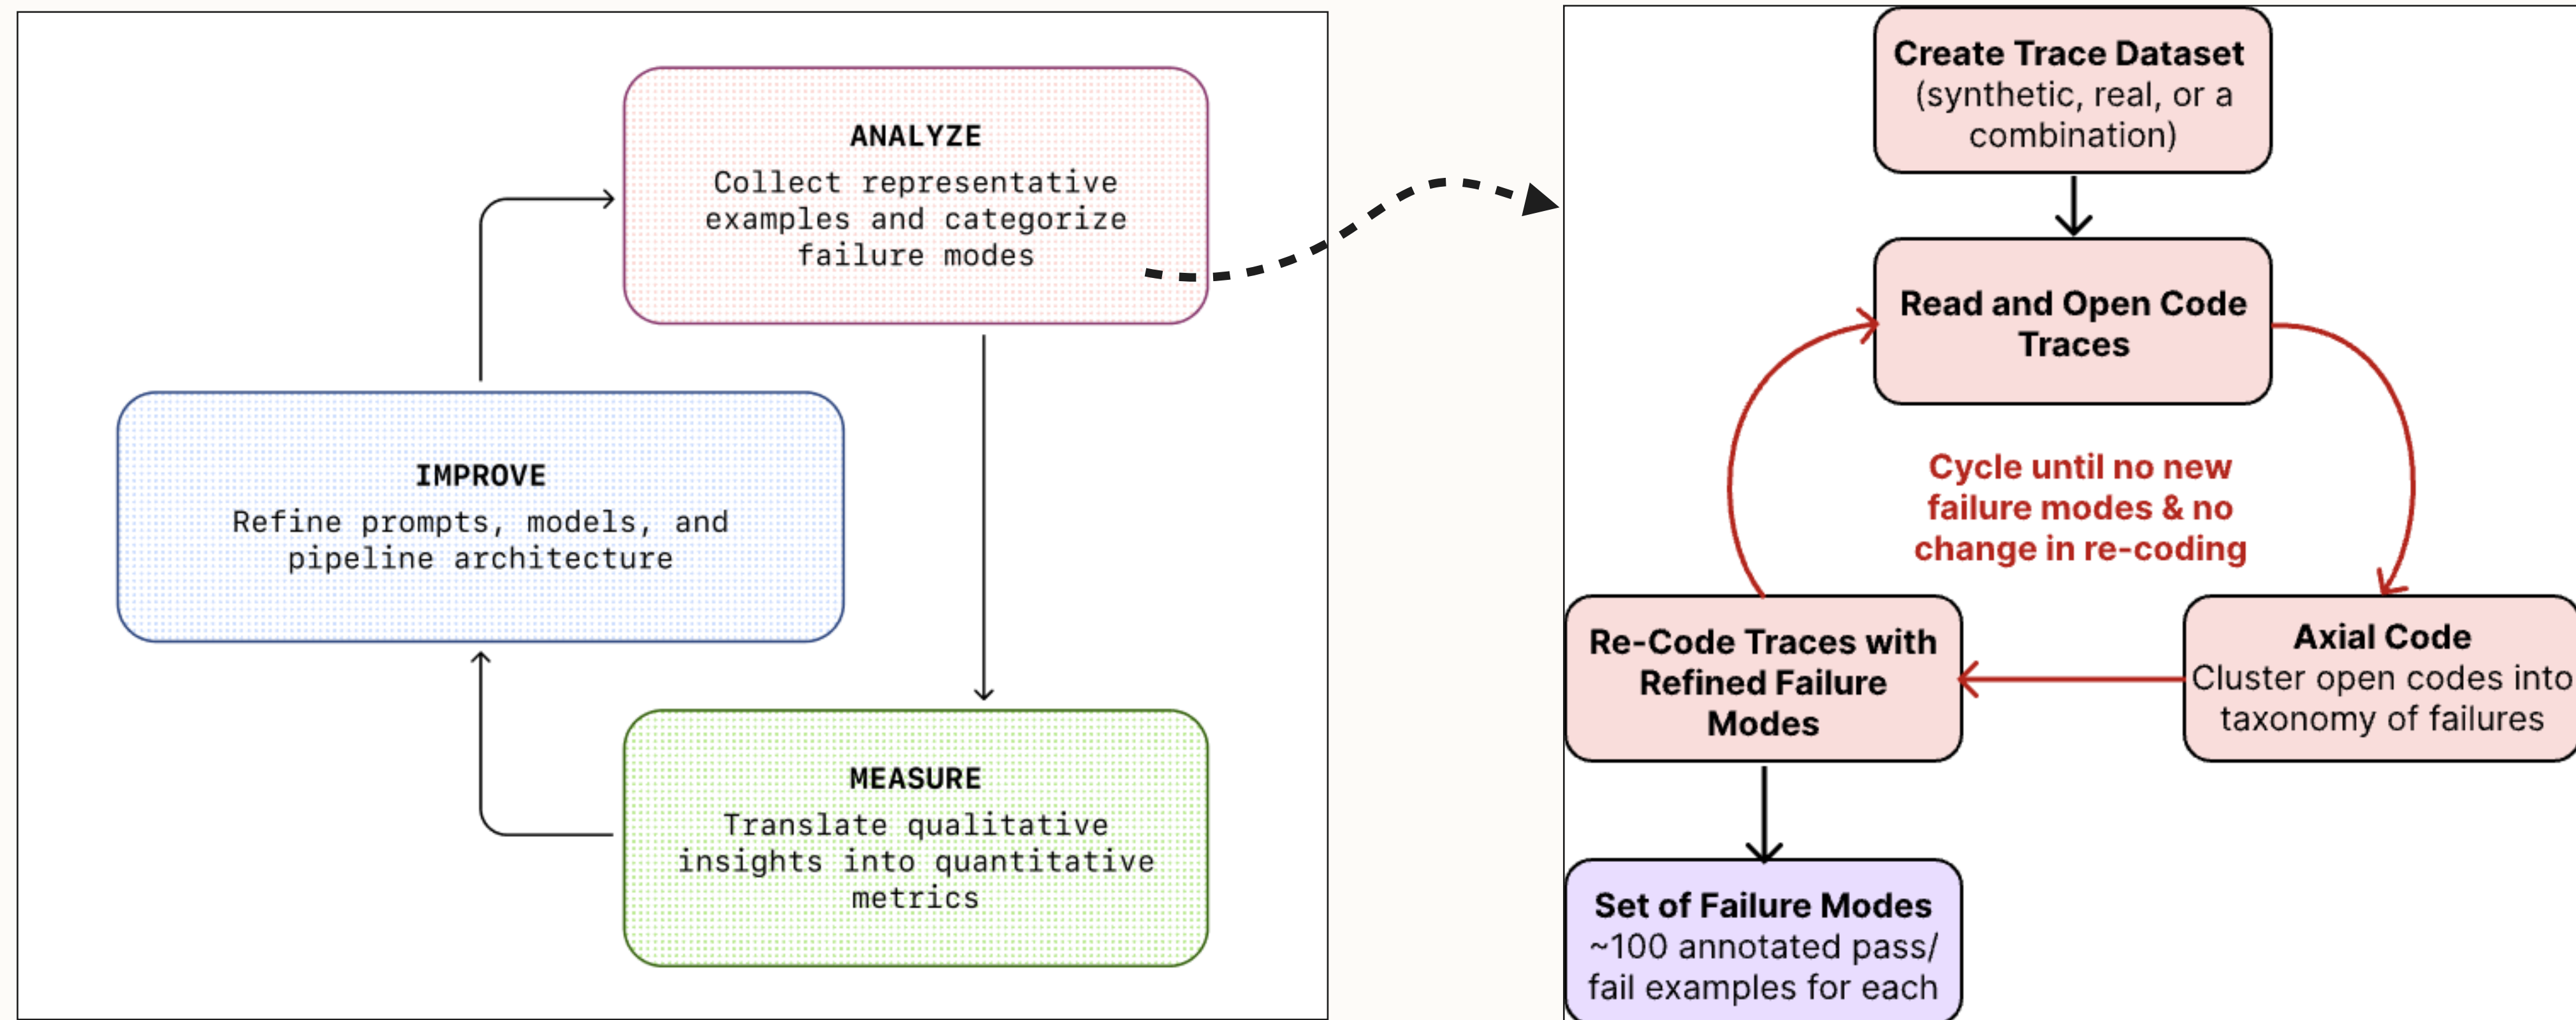 ANALYZE
Collect representative
examples and categorize
failure modes
IMPROVE
Refine prompts, models, and
pipeline architecture
MEASURE
Translate qualitative
insights into quantitative
metrics
Create Trace Dataset
(synthetic, real, or a
combination)
Read and Open Code
Traces
Cycle until no new
failure modes & no
change in re-coding
Re-Code Traces with
Refined Failure
Modes
Axial Code
Cluster open codes into
taxonomy of failures
Set of Failure Modes
~100 annotated pass/
fail examples for each